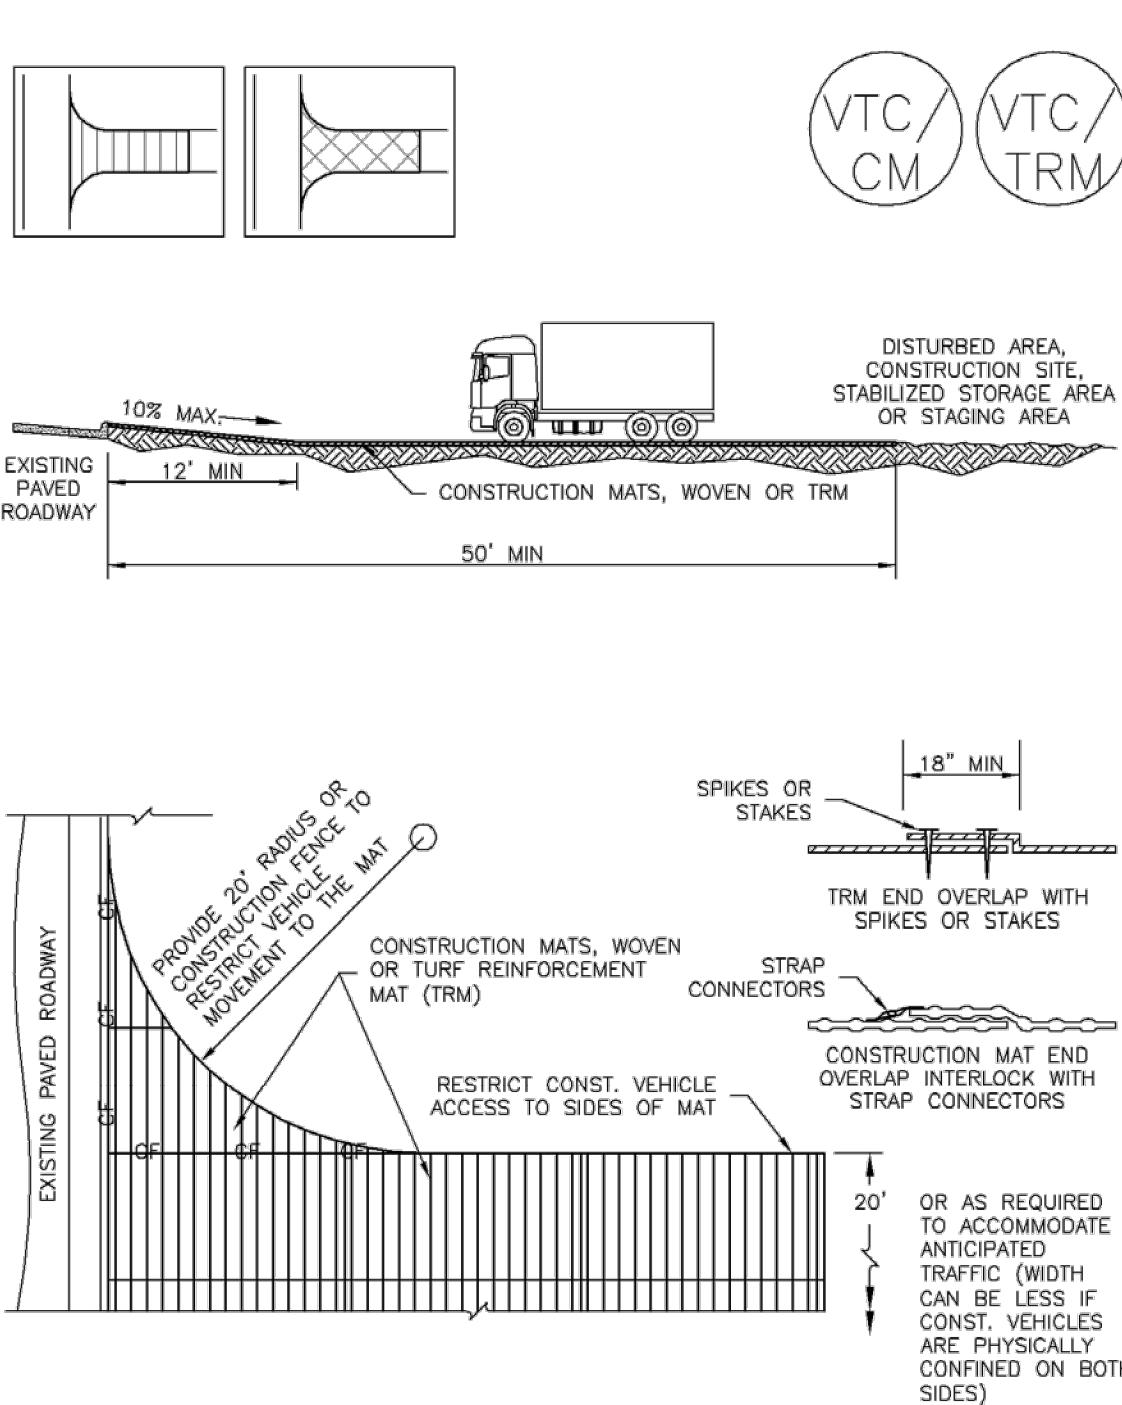 VTC/
CM
VTC/
TRM
DISTURBED AREA,
CONSTRUCTION SITE,
STABILIZED STORAGE AREA
OR STAGING AREA
10% MAX.
EXISTING
PAVED
ROADWAY
12' MIN
CONSTRUCTION MATS, WOVEN OR TRM
50' MIN
18" MIN
SPIKES OR
STAKES
TRM END OVERLAP WITH
SPIKES OR STAKES
PROVIDE 20' RADIUS OR
CONSTRUCTION FENCE TO
RESTRICT VEHICLE
MOVEMENT TO THE MAT
CONSTRUCTION MATS, WOVEN
OR TURF REINFORCEMENT
MAT (TRM)
STRAP
CONNECTORS
CONSTRUCTION MAT END
OVERLAP INTERLOCK WITH
STRAP CONNECTORS
RESTRICT CONST. VEHICLE
ACCESS TO SIDES OF MAT
EXISTING PAVED ROADWAY
CF
CF
CF
CF
CF
CF
20'
OR AS REQUIRED
TO ACCOMMODATE
ANTICIPATED
TRAFFIC (WIDTH
CAN BE LESS IF
CONST. VEHICLES
ARE PHYSICALLY
CONFINED ON BOTH
SIDES)